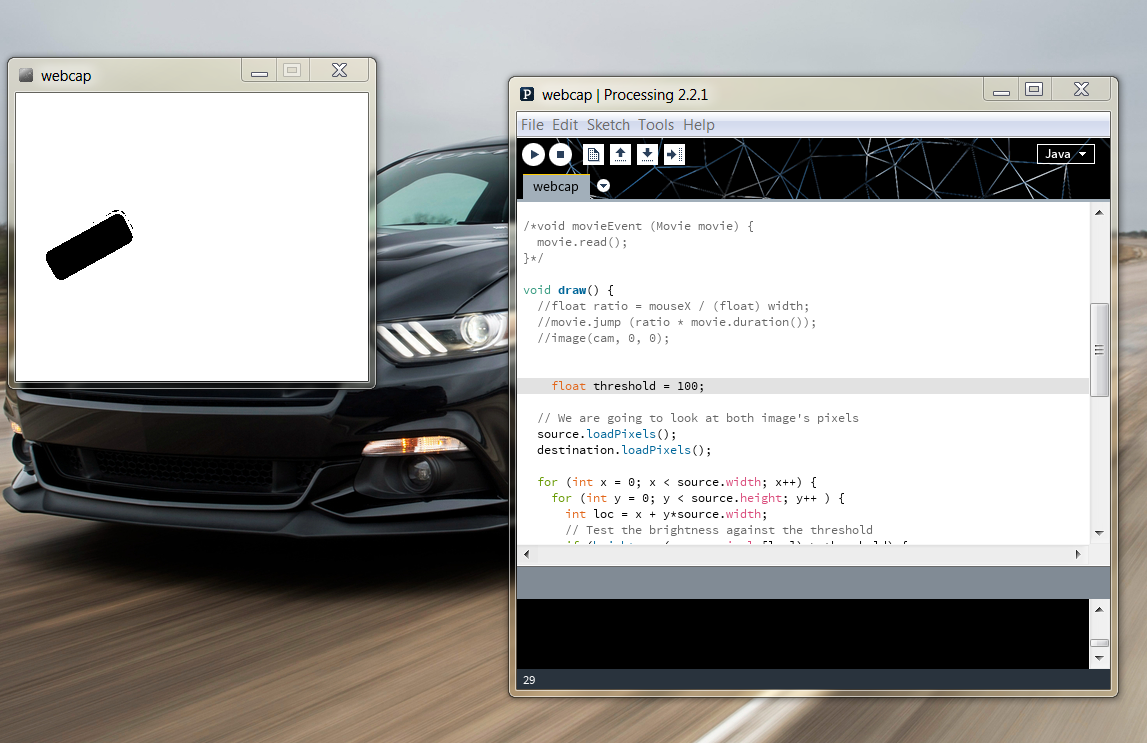 webcap
webcap | Processing 2.2.1
File Edit Sketch Tools Help
Java
webcap
/*void movieEvent (Movie movie) {
  movie.read();
}*/
void draw() {
  //float ratio = mouseX / (float) width;
  //movie.jump (ratio * movie.duration());
  //image(cam, 0, 0);
    float threshold = 100;
  // We are going to look at both image's pixels
  source.loadPixels();
  destination.loadPixels();
  for (int x = 0; x < source.width; x++) {
    for (int y = 0; y < source.height; y++ ) {
      int loc = x + y*source.width;
      // Test the brightness against the threshold
29